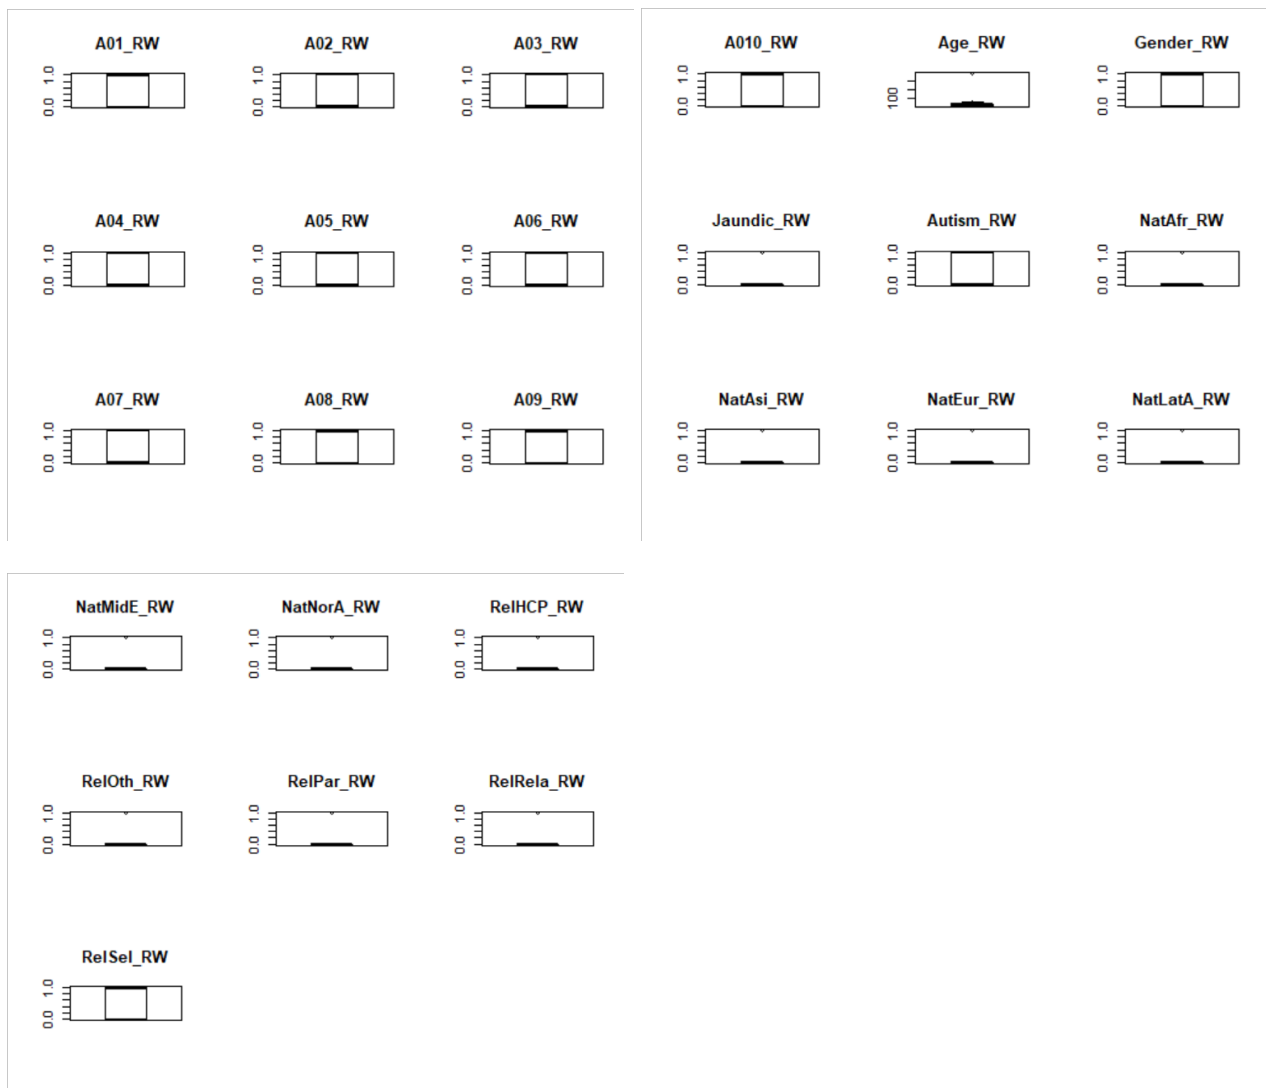 A01_RW A02_RW A03_RW
1.0 1.0 1.0
0.0 0.0 0.0
A04_RW A05_RW A06_RW
1.0 1.0 1.0
0.0 0.0 0.0
A07_RW A08_RW A09_RW
1.0 1.0 1.0
0.0 0.0 0.0
A010_RW Age_RW Gender_RW
1.0 100 1.0
0.0 0.0
Jaundic_RW Autism_RW NatAfr_RW
1.0 1.0 1.0
0.0 0.0 0.0
NatAsi_RW NatEur_RW NatLatA_RW
1.0 1.0 1.0
0.0 0.0 0.0
NatMidE_RW NatNorA_RW RelHCP_RW
1.0 1.0 1.0
0.0 0.0 0.0
RelOth_RW RelPar_RW RelRela_RW
1.0 1.0 1.0
0.0 0.0 0.0
RelSel_RW
1.0
0.0